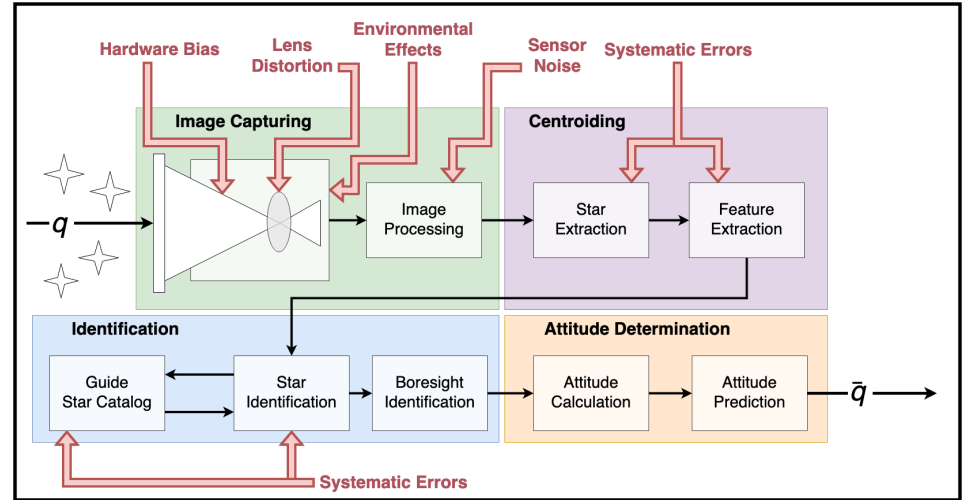 Hardware Bias
Lens
Distortion
Environmental
Effects
Sensor
Noise
Systematic Errors
Image Capturing
Centroiding
q
Image
Processing
Star
Extraction
Feature
Extraction
Identification
Attitude Determination
Guide
Star Catalog
Star
Identification
Boresight
Identification
Attitude
Calculation
Attitude
Prediction
q̄
Systematic Errors